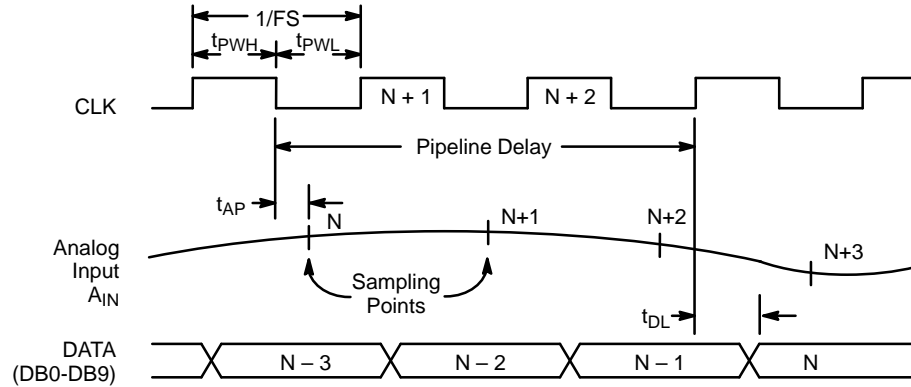 1/FS
tPWH tPWL
CLK
N + 1 N + 2
Pipeline Delay
tAP
N N+1 N+2 N+3
Analog
Input
AIN
Sampling
Points
tDL
DATA
(DB0-DB9)
N – 3 N – 2 N – 1 N